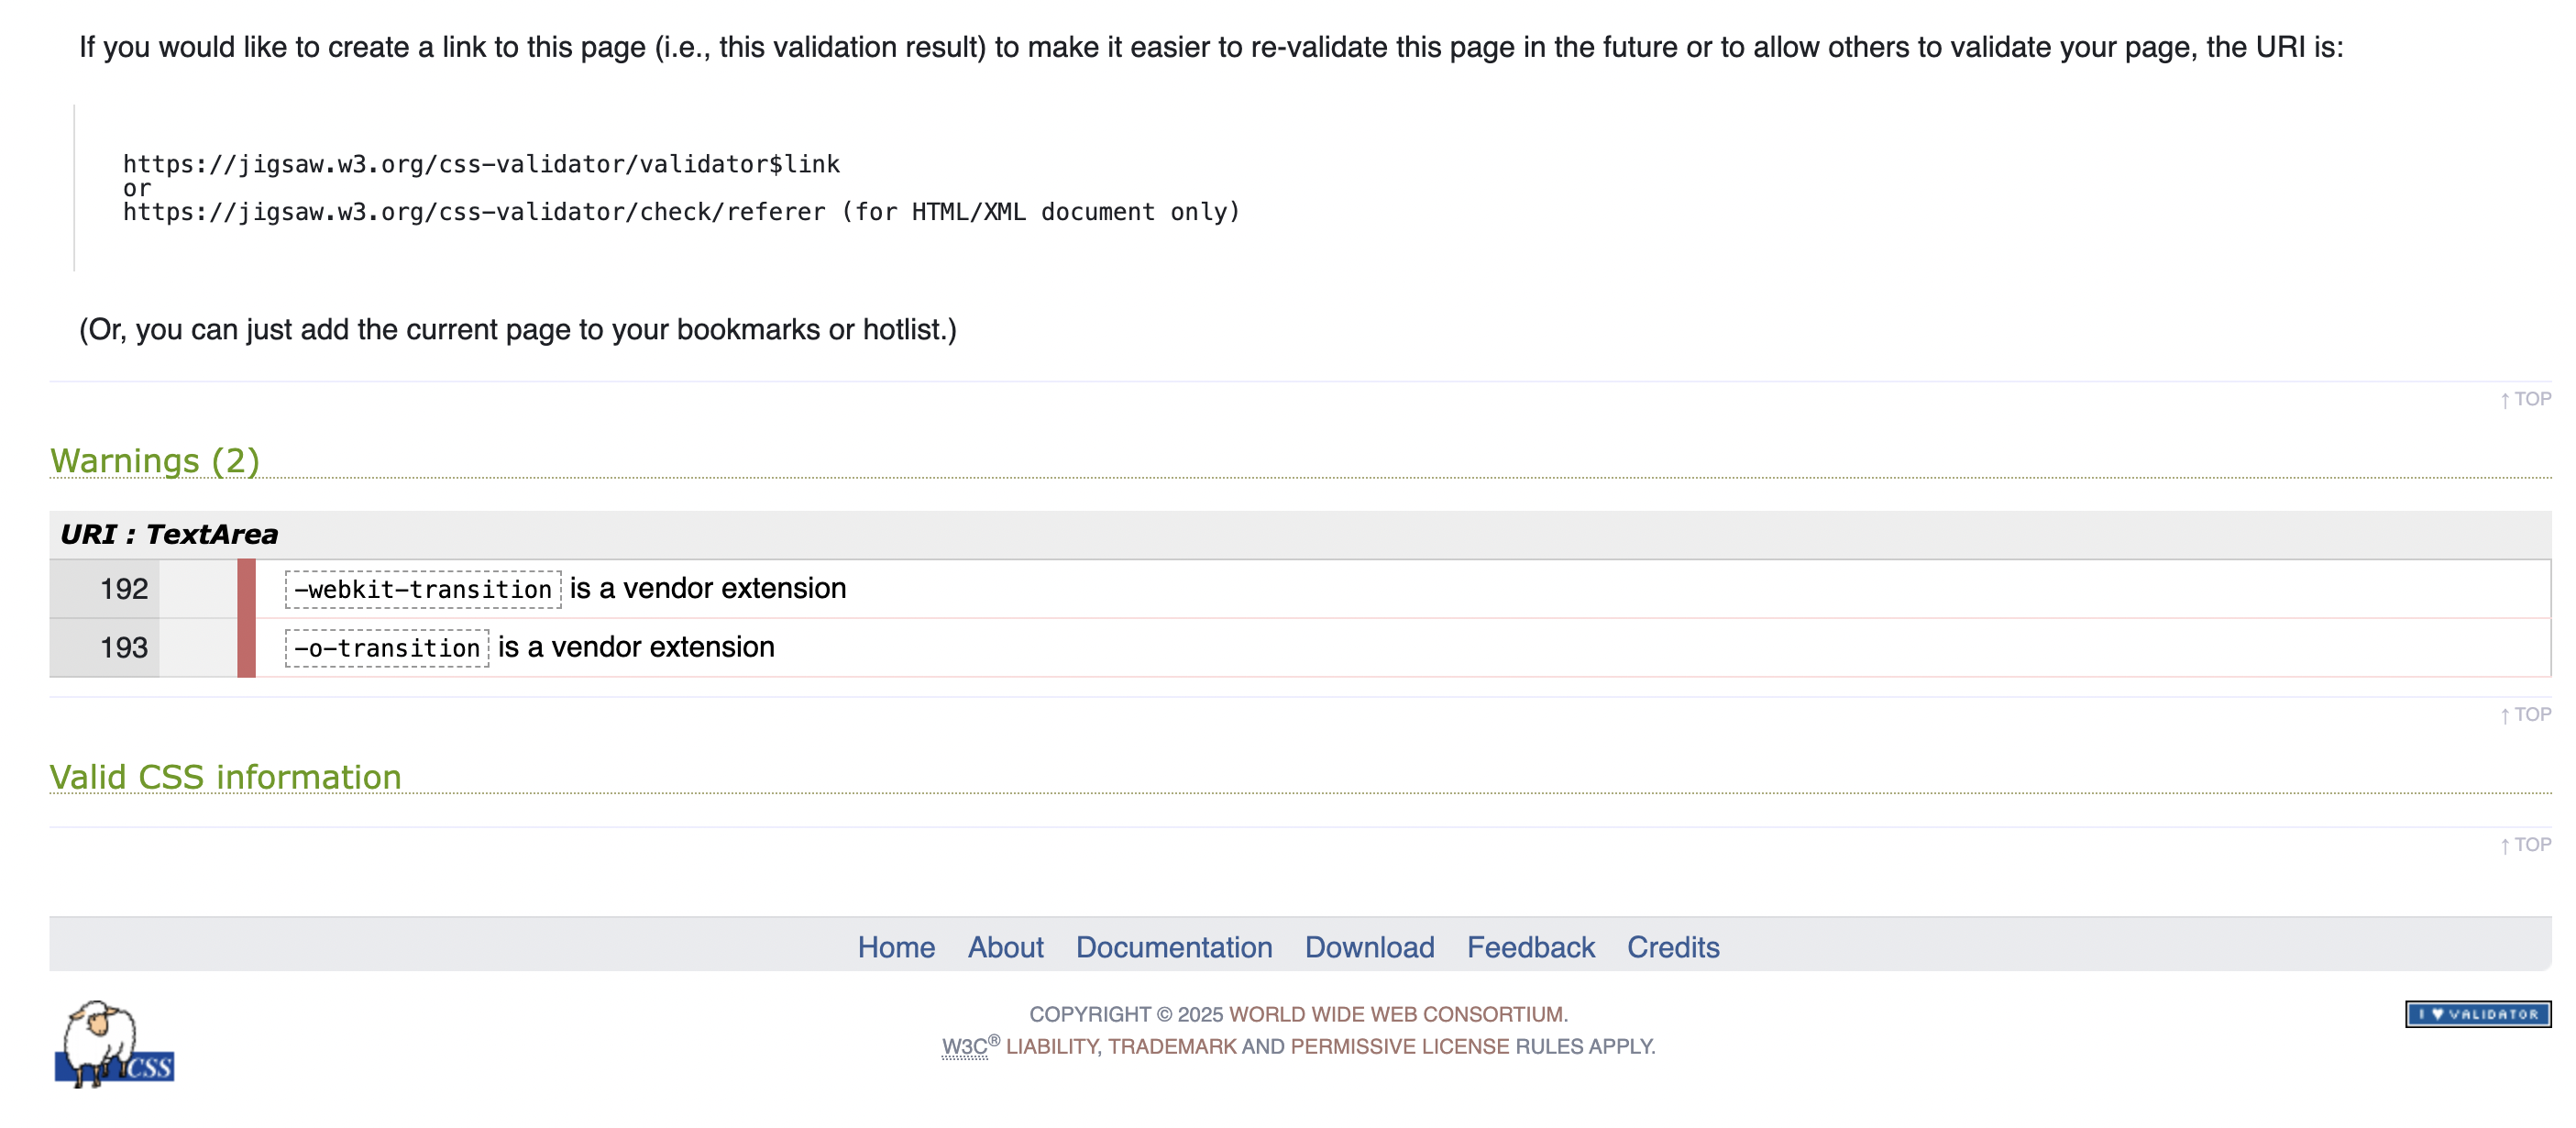 If you would like to create a link to this page (i.e., this validation result) to make it easier to re-validate this page in the future or to allow others to validate your page, the URI is:
https://jigsaw.w3.org/css-validator/validator$link
or
https://jigsaw.w3.org/css-validator/check/referer (for HTML/XML document only)
(Or, you can just add the current page to your bookmarks or hotlist.)
↑ TOP
Warnings (2)
URI : TextArea
192 -webkit-transition is a vendor extension
193 -o-transition is a vendor extension
↑ TOP
Valid CSS information
↑ TOP
Home About Documentation Download Feedback Credits
CSS
COPYRIGHT © 2025 WORLD WIDE WEB CONSORTIUM.
W3C® LIABILITY, TRADEMARK AND PERMISSIVE LICENSE RULES APPLY.
I ♥ VALIDATOR